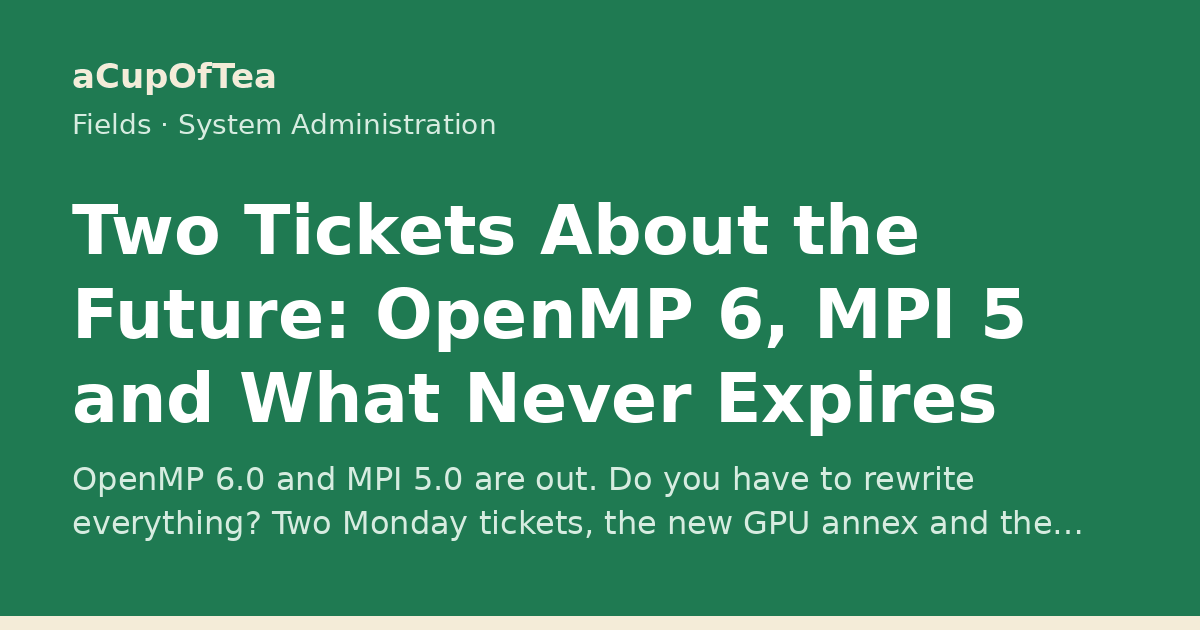 aCupOfTea
Fields · System Administration
Two Tickets About the
Future: OpenMP 6, MPI 5
and What Never Expires
OpenMP 6.0 and MPI 5.0 are out. Do you have to rewrite
everything? Two Monday tickets, the new GPU annex and the…